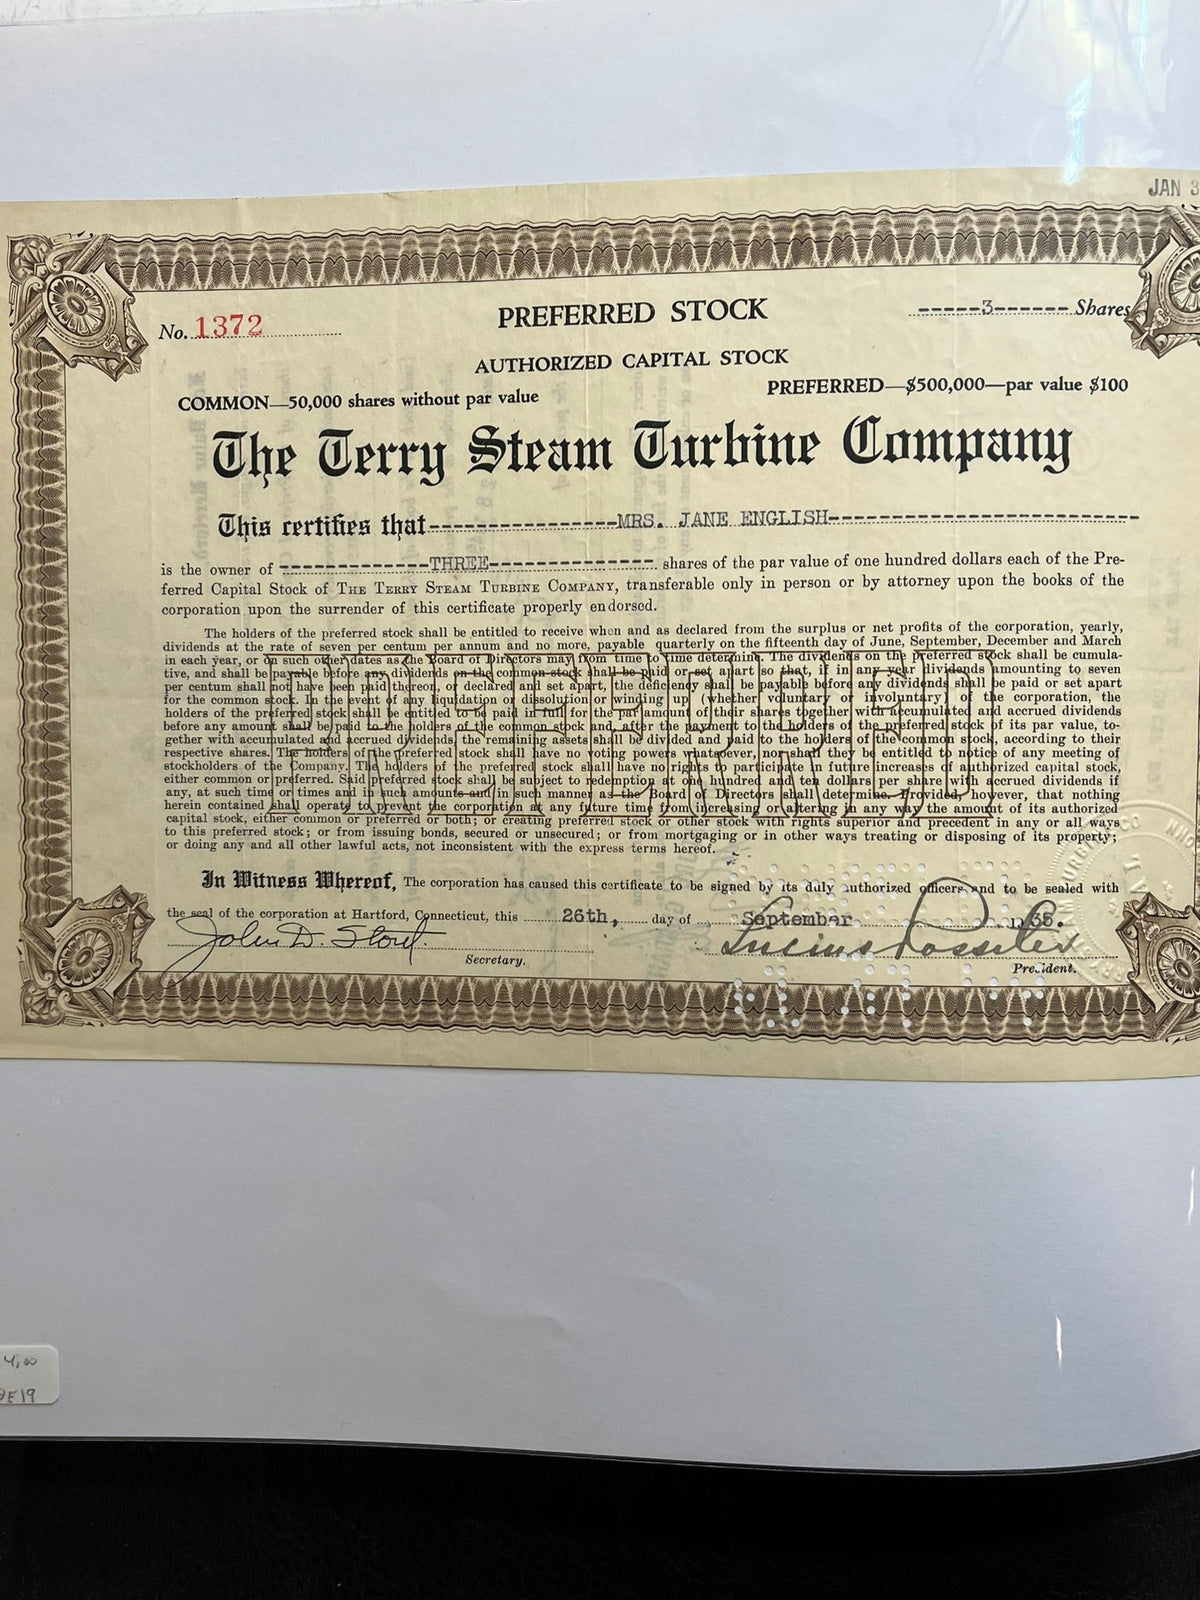 JAN 3
No. 1372
PREFERRED STOCK
-----3------ Shares
AUTHORIZED CAPITAL STOCK
COMMON—50,000 shares without par value
PREFERRED—$500,000—par value $100
The Terry Steam Turbine Company
This certifies that----------------MRS. JANE ENGLISH----------------------------
is the owner of --------------THREE--------------- shares of the par value of one hundred dollars each of the Pre-
ferred Capital Stock of THE TERRY STEAM TURBINE COMPANY, transferable only in person or by attorney upon the books of the
corporation upon the surrender of this certificate properly endorsed.
The holders of the preferred stock shall be entitled to receive when and as declared from the surplus or net profits of the corporation, yearly,
dividends at the rate of seven per centum per annum and no more, payable quarterly on the fifteenth day of June, September, December and March
in each year, or on such other dates as the Board of Directors may from time to time determine. The dividends on the preferred stock shall be cumula-
tive, and shall be payable before any dividends on the common stock shall be paid or set apart so that, if in any year dividends amounting to seven
per centum shall not have been paid thereon, or declared and set apart, the deficiency shall be payable before any dividends shall be paid or set apart
for the common stock. In the event of any liquidation or dissolution or winding up (whether voluntary or involuntary) of the corporation, the
holders of the preferred stock shall be entitled to be paid in full for the par amount of their shares together with accumulated and accrued dividends
before any amount shall be paid to the holders of the common stock and, after the payment to the holders of the preferred stock of its par value, to-
gether with accumulated and accrued dividends, the remaining assets shall be divided and paid to the holders of the common stock, according to their
respective shares. The holders of the preferred stock shall have no voting powers whatsoever, nor shall they be entitled to notice of any meeting of
stockholders of the Company. The holders of the preferred stock shall have no rights to participate in future increases of authorized capital stock,
either common or preferred. Said preferred stock shall be subject to redemption at one hundred and ten dollars per share with accrued dividends if
any, at such time or times and in such amounts and in such manner as the Board of Directors shall determine. Provided, however, that nothing
herein contained shall operate to prevent the corporation at any future time from increasing or altering in any way the amount of its authorized
capital stock, either common or preferred or both; or creating preferred stock or other stock with rights superior and precedent in any or all ways
to this preferred stock; or from issuing bonds, secured or unsecured; or from mortgaging or in other ways treating or disposing of its property;
or doing any and all other lawful acts, not inconsistent with the express terms hereof.
PREFERRED
In Witness Whereof, The corporation has caused this certificate to be signed by its duly authorized officers and to be sealed with
the seal of the corporation at Hartford, Connecticut, this 26th, day of September 1935.
John D. Stout
Secretary.
Lucius
President.
4.00
E19